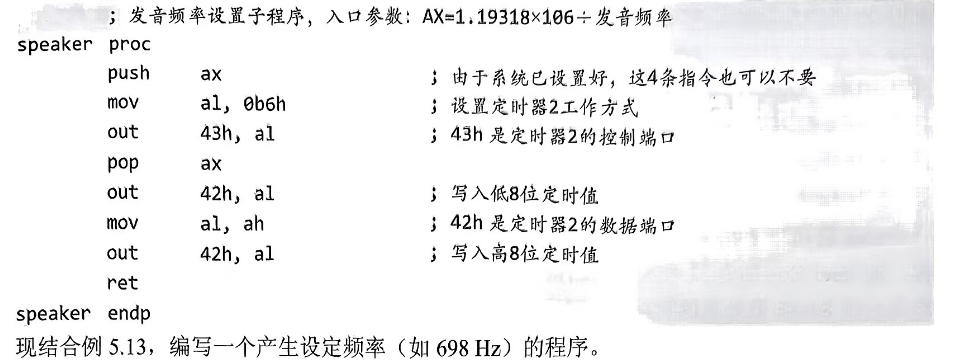 ; 发音频率设置子程序，入口参数：AX=1.19318×106÷发音频率
speaker proc
push ax ; 由于系统已设置好，这4条指令也可以不要
mov al, 0b6h ; 设置定时器2工作方式
out 43h, al ; 43h 是定时器2的控制端口
pop ax
out 42h, al ; 写入低8位定时值
mov al, ah ; 42h 是定时器2的数据端口
out 42h, al ; 写入高8位定时值
ret
speaker endp
现结合例 5.13，编写一个产生设定频率（如 698 Hz）的程序。